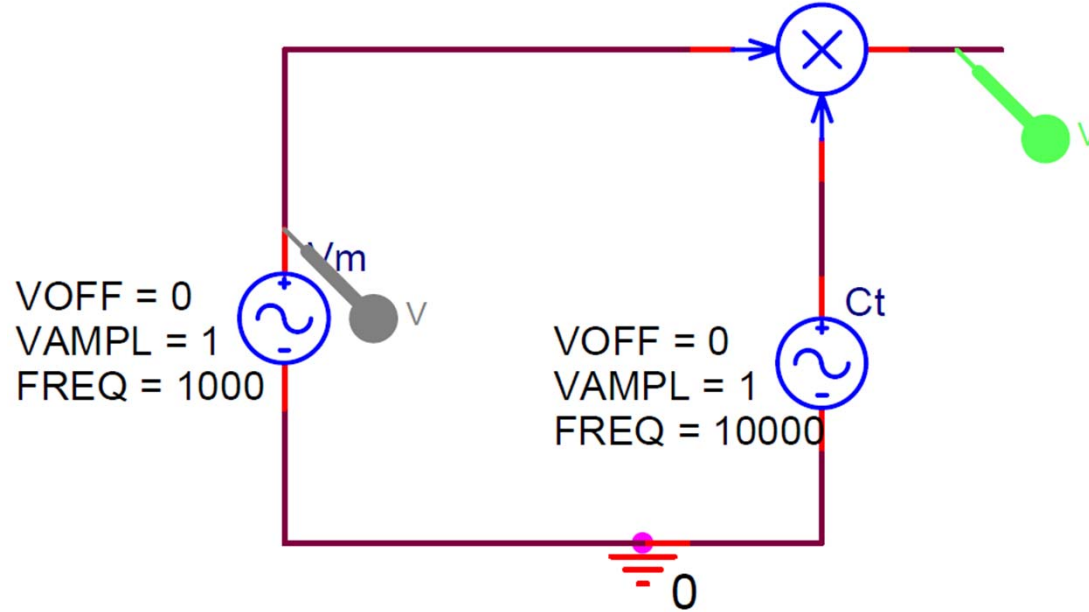 Vm
V
VOFF = 0
VAMPL = 1
FREQ = 1000
V
Ct
VOFF = 0
VAMPL = 1
FREQ = 10000
0